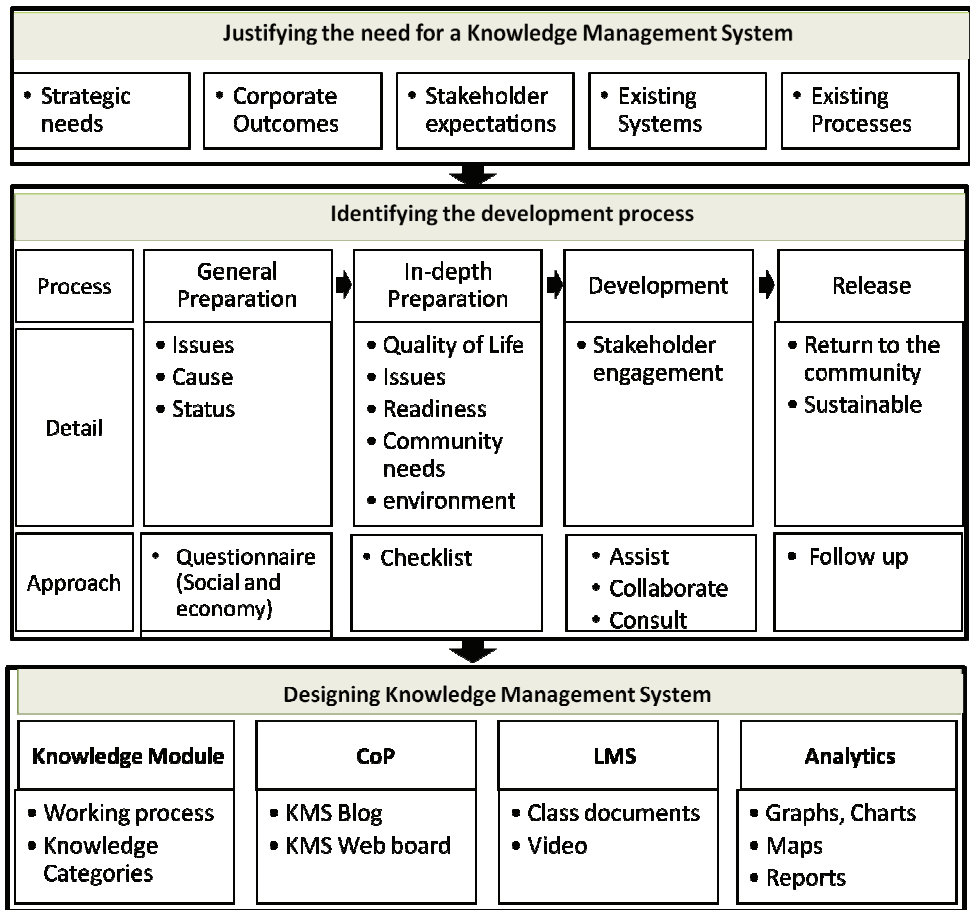 Justifying the need for a Knowledge Management System
• Strategic
needs
• Corporate
Outcomes
• Stakeholder
expectations
• Existing
Systems
• Existing
Processes
Identifying the development process
Process
General
Preparation
In-depth
Preparation
Development
Release
Detail
• Issues
• Cause
• Status
• Quality of Life
• Issues
• Readiness
• Community
needs
• environment
• Stakeholder
engagement
• Return to the
community
• Sustainable
Approach
• Questionnaire
(Social and
economy)
• Checklist
• Assist
• Collaborate
• Consult
• Follow up
Designing Knowledge Management System
Knowledge Module
CoP
LMS
Analytics
• Working process
• Knowledge
Categories
• KMS Blog
• KMS Web board
• Class documents
• Video
• Graphs, Charts
• Maps
• Reports